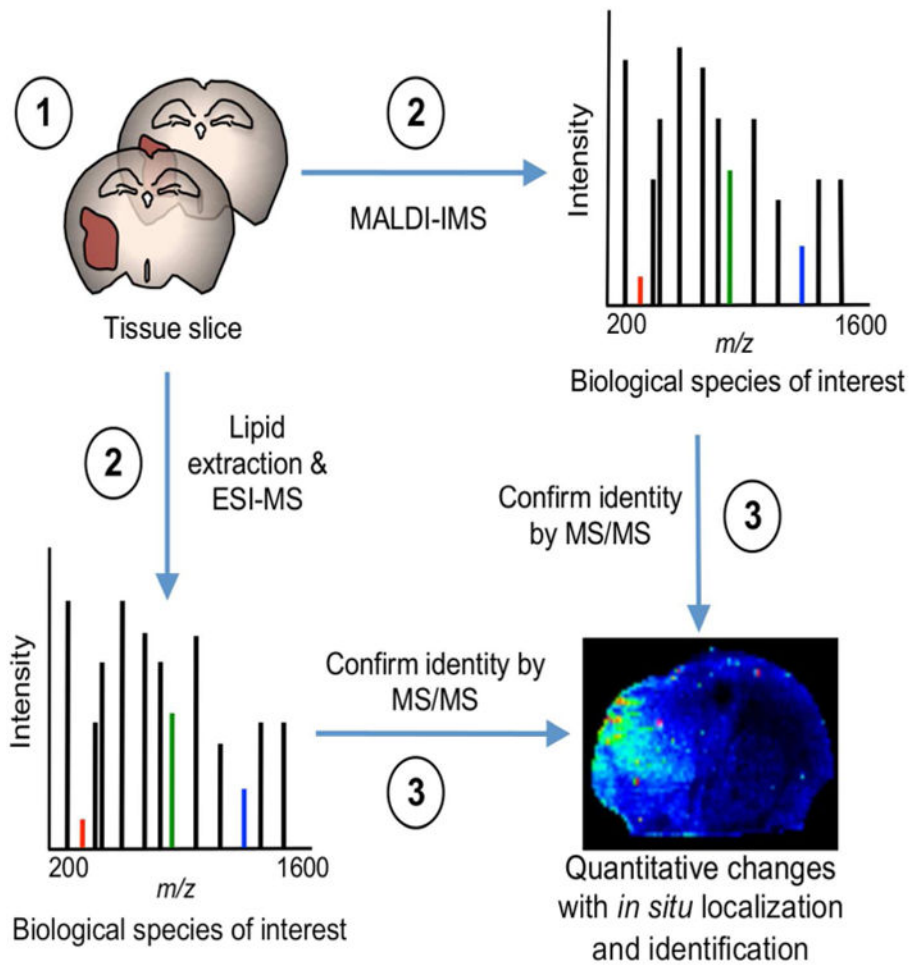 1
Tissue slice
2
MALDI-IMS
Intensity
200
1600
m/z
Biological species of interest
2
Lipid
extraction &
ESI-MS
Confirm identity
by MS/MS
3
Intensity
200
1600
m/z
Biological species of interest
Confirm identity by
MS/MS
3
Quantitative changes
with in situ localization
and identification